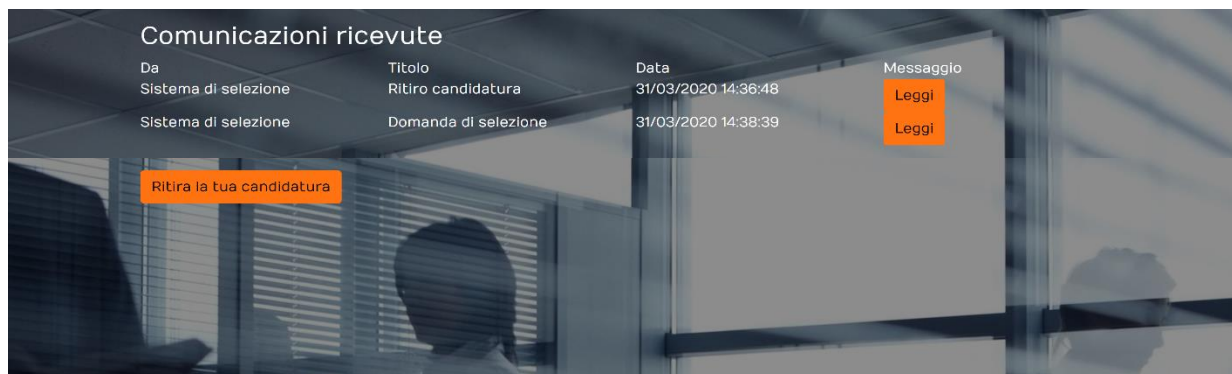 Comunicazioni ricevute
Da Titolo Data Messaggio
Sistema di selezione Ritiro candidatura 31/03/2020 14:36:48 Leggi
Sistema di selezione Domanda di selezione 31/03/2020 14:38:39 Leggi
Ritira la tua candidatura